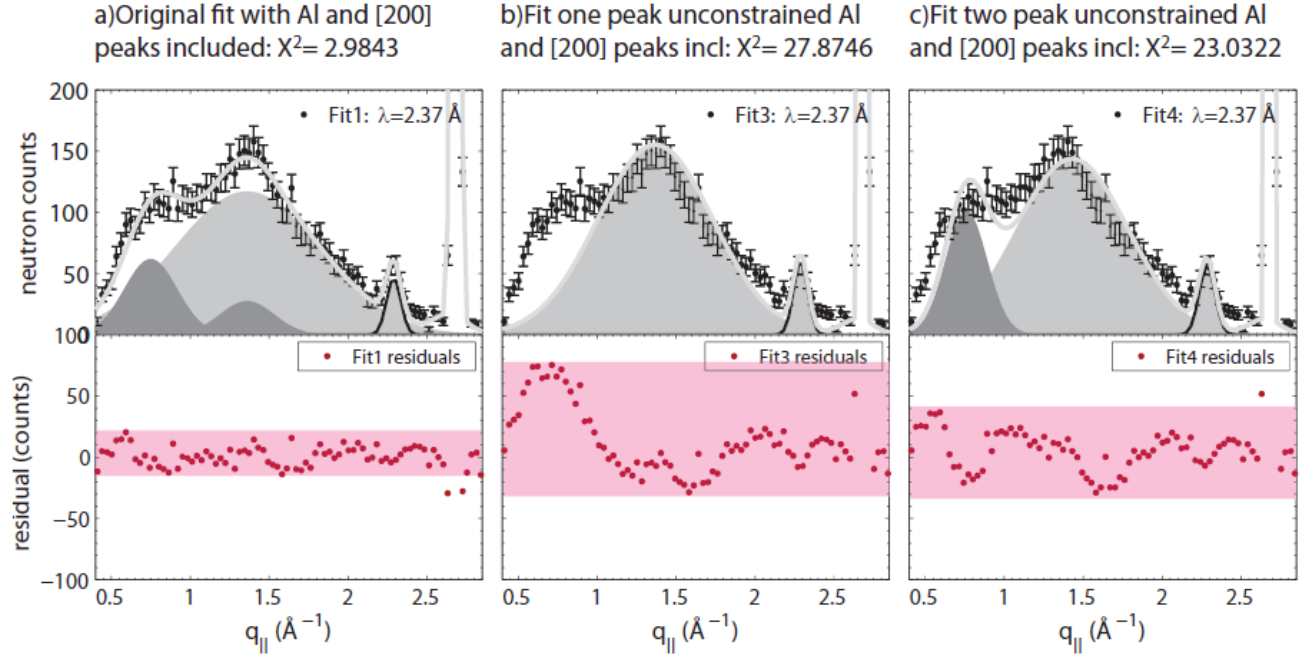 a)Original fit with Al and [200]
peaks included: X²= 2.9843
b)Fit one peak unconstrained Al
and [200] peaks incl: X²= 27.8746
c)Fit two peak unconstrained Al
and [200] peaks incl: X²= 23.0322
neutron counts
200
150
100
50
0
Fit1: λ=2.37 Å
Fit3: λ=2.37 Å
Fit4: λ=2.37 Å
residual (counts)
100
50
0
−50
−100
Fit1 residuals
Fit3 residuals
Fit4 residuals
0.5 1 1.5 2 2.5
0.5 1 1.5 2 2.5
0.5 1 1.5 2 2.5
q|| (Å⁻¹)
q|| (Å⁻¹)
q|| (Å⁻¹)